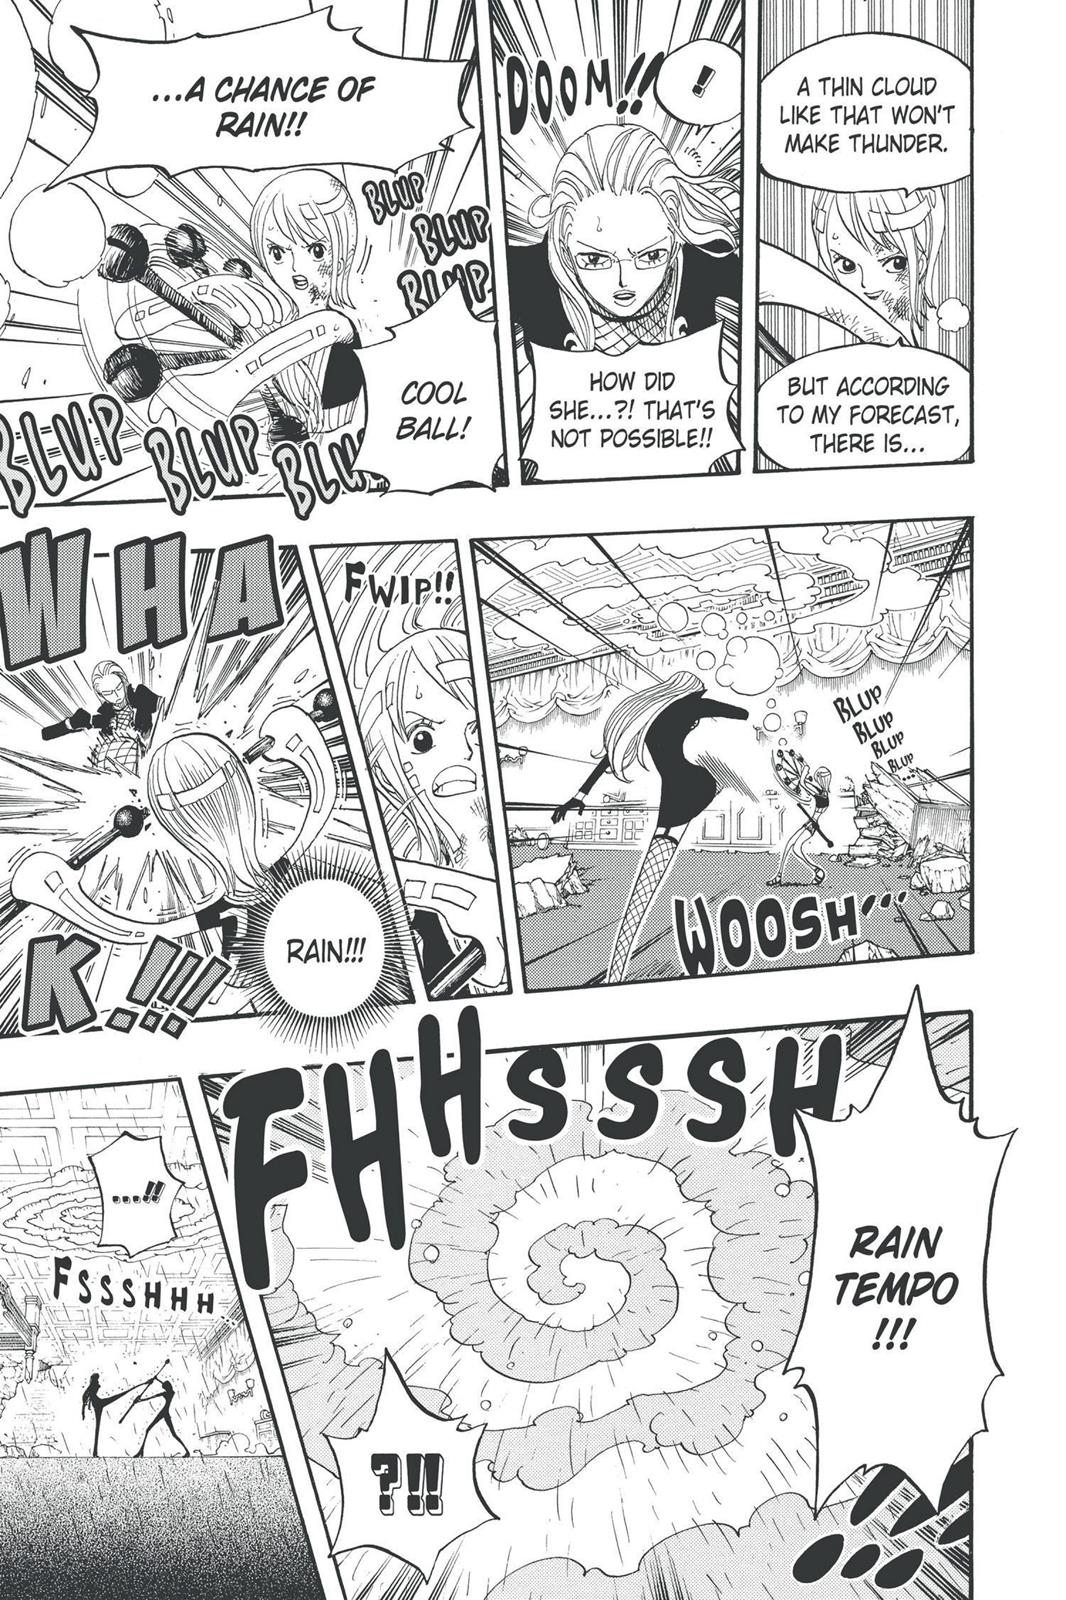 A THIN CLOUD
LIKE THAT WON'T
MAKE THUNDER.
BUT ACCORDING
TO MY FORECAST,
THERE IS...
!
DOOM!!
HOW DID
SHE...?! THAT'S
NOT POSSIBLE!!
...A CHANCE OF
RAIN!!
BLUP
BLUP
BLUP
COOL
BALL!
BLUP
BLUP
BLU
BLUP
BLUP
BLUP
BLUP
...
WOOSH...
FWIP!!
WHA
K!!!
RAIN!!!
RAIN
TEMPO
!!!
FHHSSSH
?!!
....!!
FSSSHHH